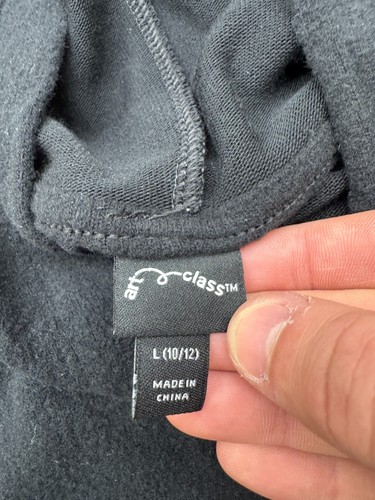 art class™
L (10/12)
MADE IN
CHINA